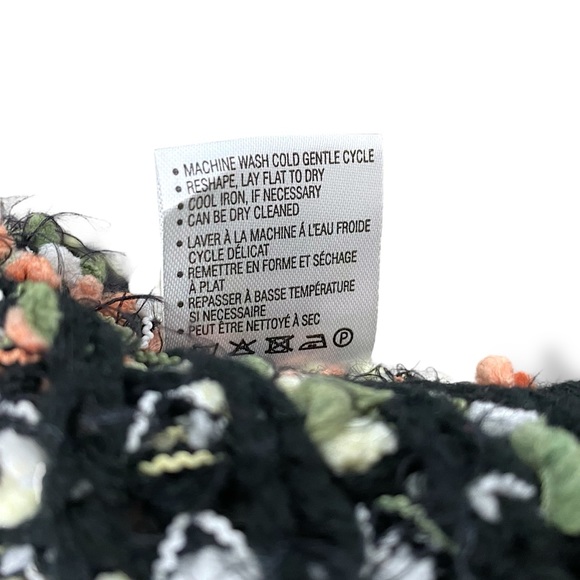 • MACHINE WASH COLD GENTLE CYCLE
• RESHAPE, LAY FLAT TO DRY
• COOL IRON, IF NECESSARY
• CAN BE DRY CLEANED
• LAVER À LA MACHINE Á L'EAU FROIDE
CYCLE DÉLICAT
• REMETTRE EN FORME ET SÉCHAGE
À PLAT
• REPASSER À BASSE TEMPÉRATURE
SI NECESSAIRE
• PEUT ÊTRE NETTOYÉ À SEC
P